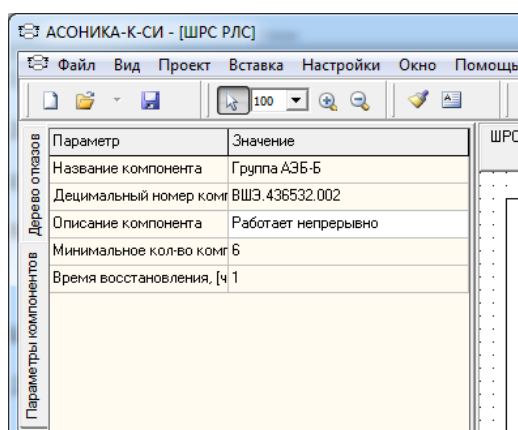 АСОНИКА-К-СИ - [ШРС РЛС]
Файл Вид Проект Вставка Настройки Окно Помощь
100
Дерево отказов
Параметры компонентов
Параметр Значение
Название компонента Группа АЭБ-Б
Децимальный номер комп ВШЭ.436532.002
Описание компонента Работает непрерывно
Минимальное кол-во комп 6
Время восстановления, [ч 1
ШРС